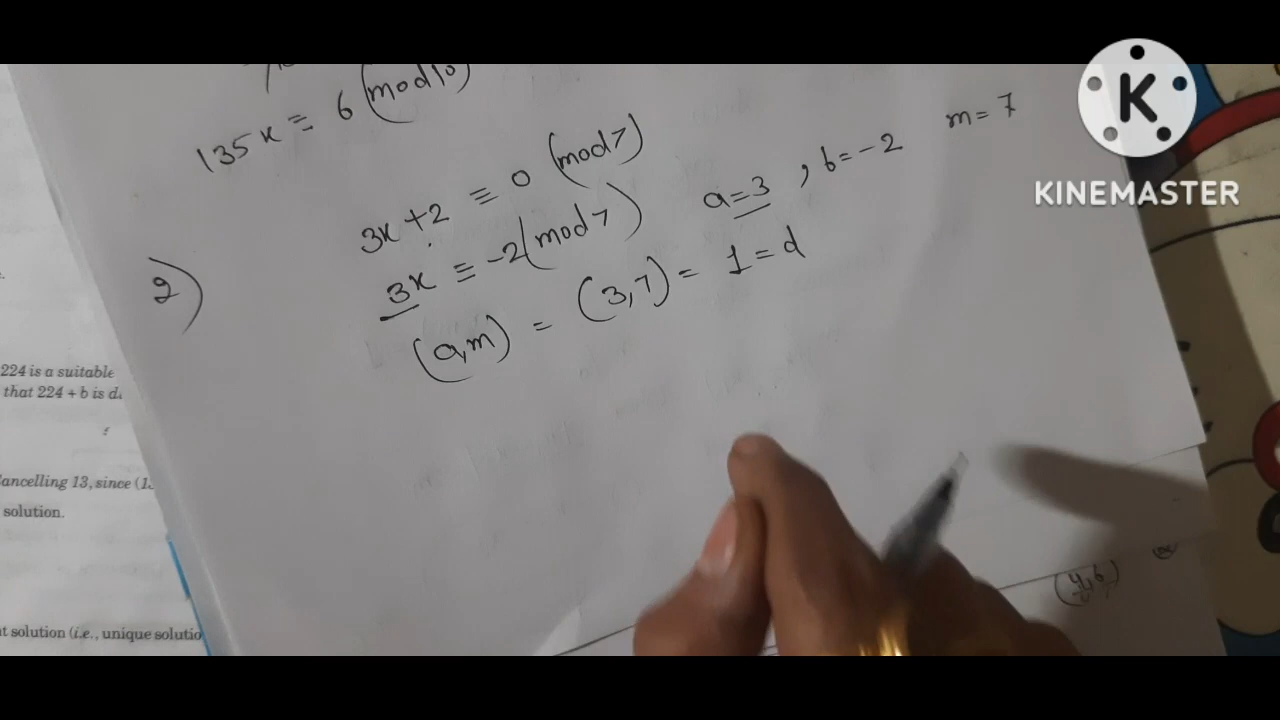 135x ≡ 6 (mod 10)
2) 3x + 2 ≡ 0 (mod 7)
3x ≡ -2 (mod 7) a = 3 , b = -2 m = 7
(a, m) = (3, 7) = 1 = d
224 is a suitable
that 224 + b is
ancelling 13, since (1
solution.
t solution (i.e., unique solutio
K
KINEMASTER